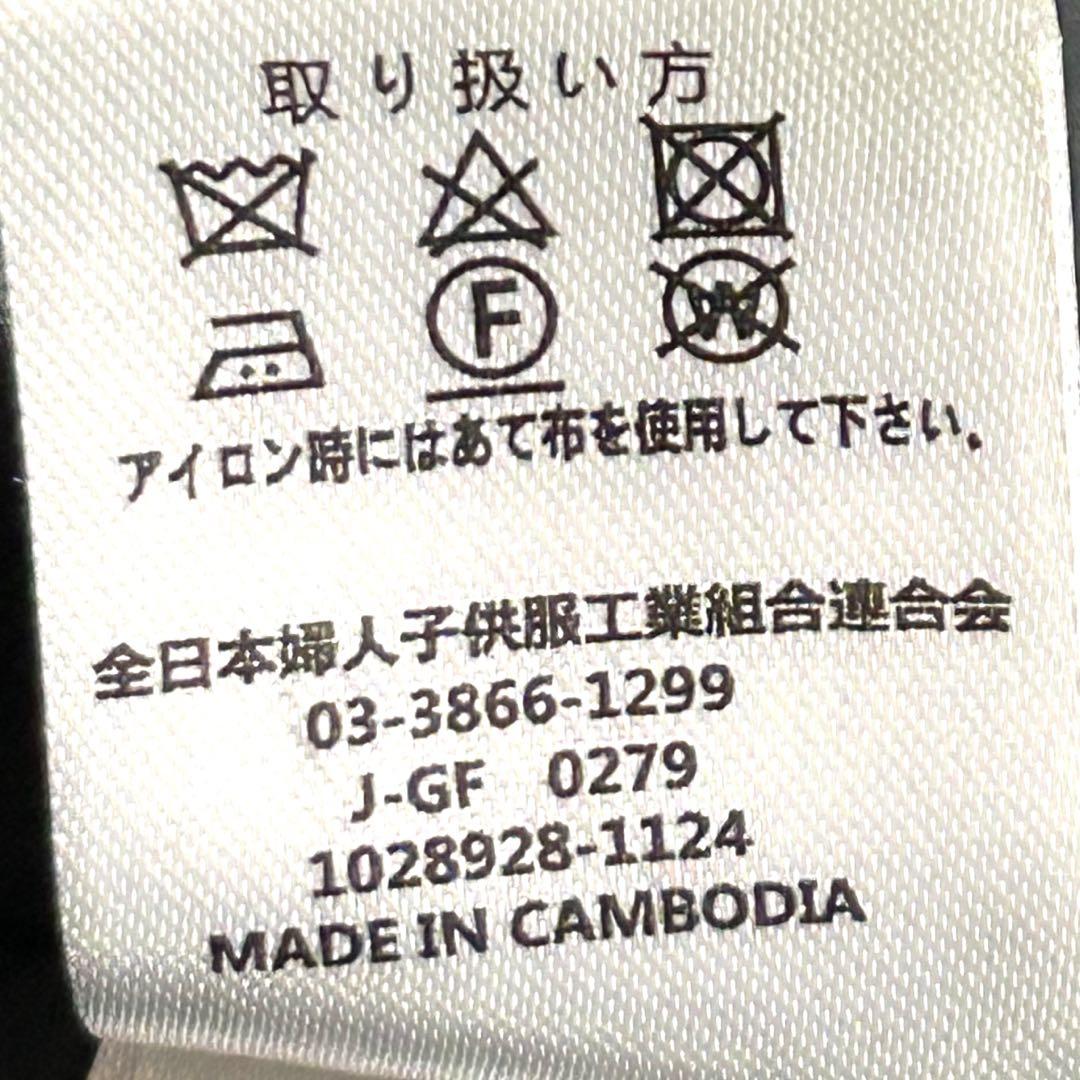 取り扱い方
F W
アイロン時にはあて布を使用して下さい。
全日本婦人子供服工業組合連合会
03-3866-1299
J-GF 0279
1028928-1124
MADE IN CAMBODIA